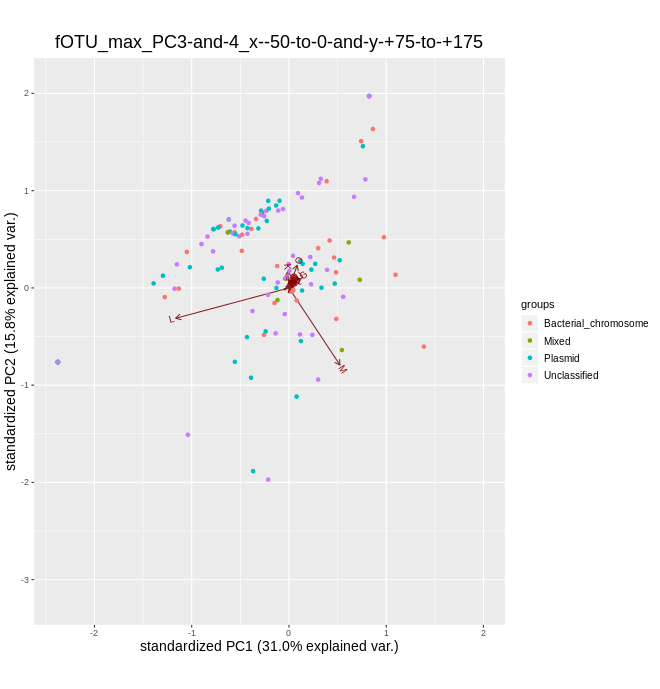 fOTU_max_PC3-and-4_x--50-to-0-and-y-+75-to-+175
standardized PC2 (15.8% explained var.)
2
1
0
-1
-2
-3
L
M
-2
-1
0
1
2
standardized PC1 (31.0% explained var.)
groups
Bacterial_chromosome
Mixed
Plasmid
Unclassified